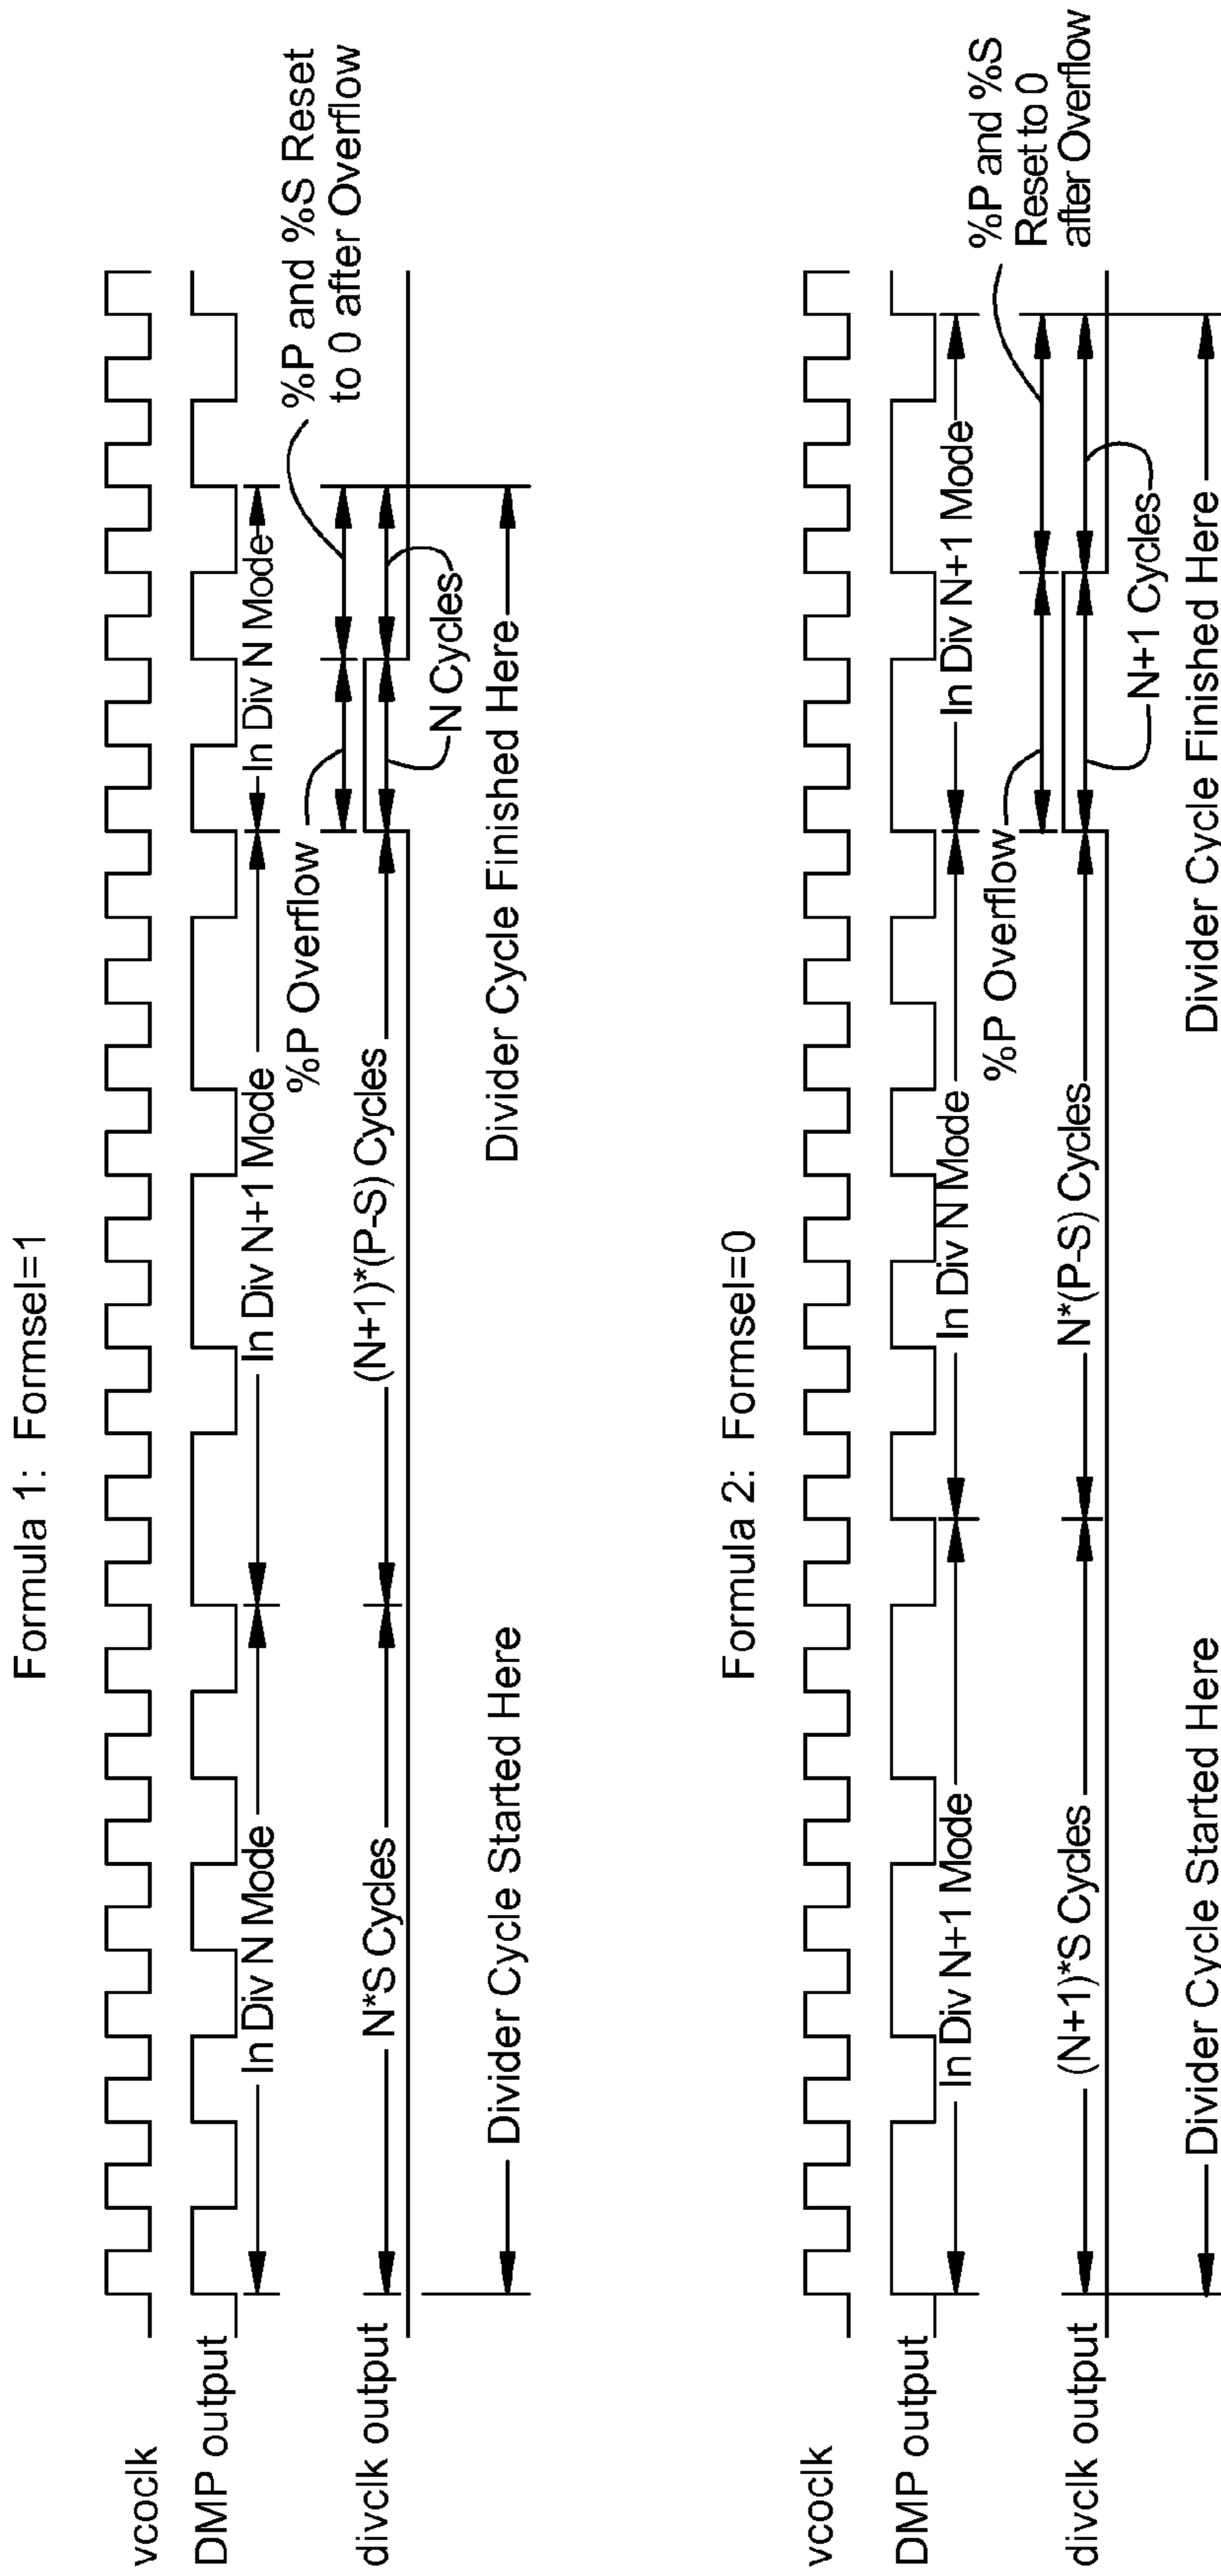 Formula 1: Formsel=1
vcoclk
DMP output
In Div N Mode
In Div N+1 Mode
In Div N Mode
%P Overflow
%P and %S Reset
to 0 after Overflow
divclk output
N*S Cycles
(N+1)*(P-S) Cycles
N Cycles
Divider Cycle Started Here
Divider Cycle Finished Here
Formula 2: Formsel=0
vcoclk
DMP output
In Div N+1 Mode
In Div N Mode
In Div N+1 Mode
%P Overflow
%P and %S
Reset to 0
after Overflow
divclk output
(N+1)*S Cycles
N*(P-S) Cycles
N+1 Cycles
Divider Cycle Started Here
Divider Cycle Finished Here